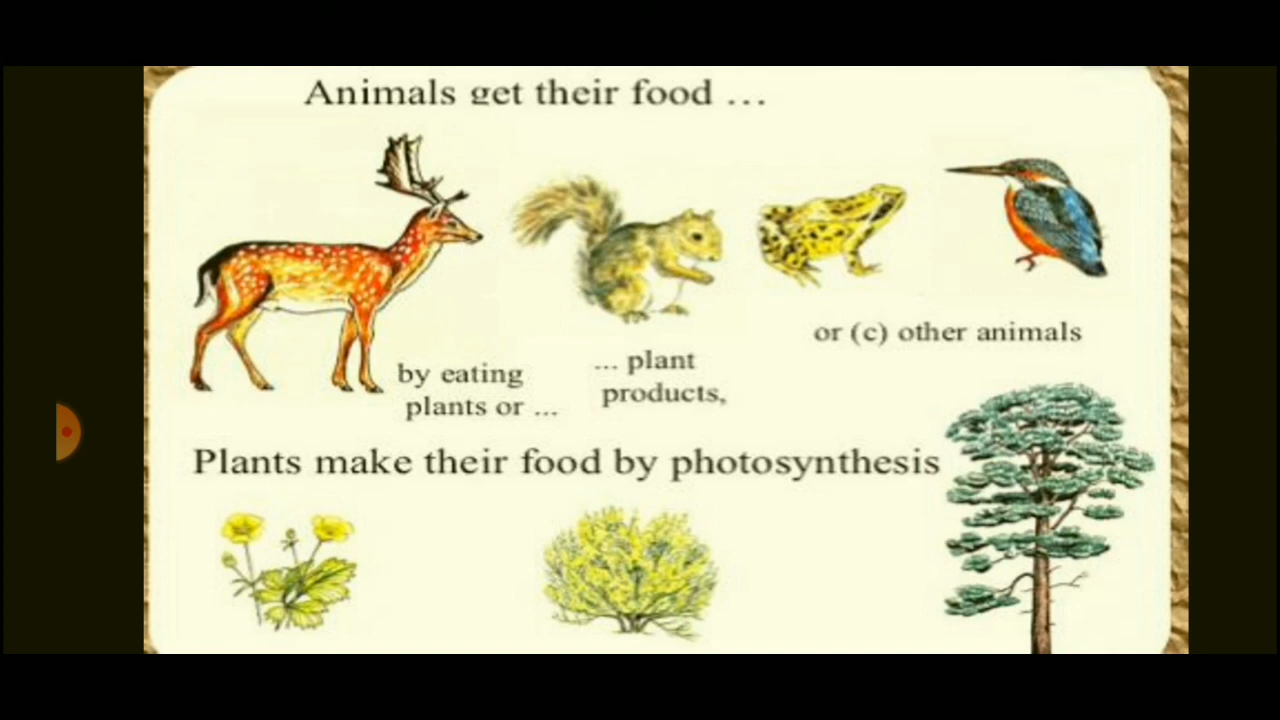 Animals get their food ...
or (c) other animals
by eating
plants or ...
... plant
products,
Plants make their food by photosynthesis